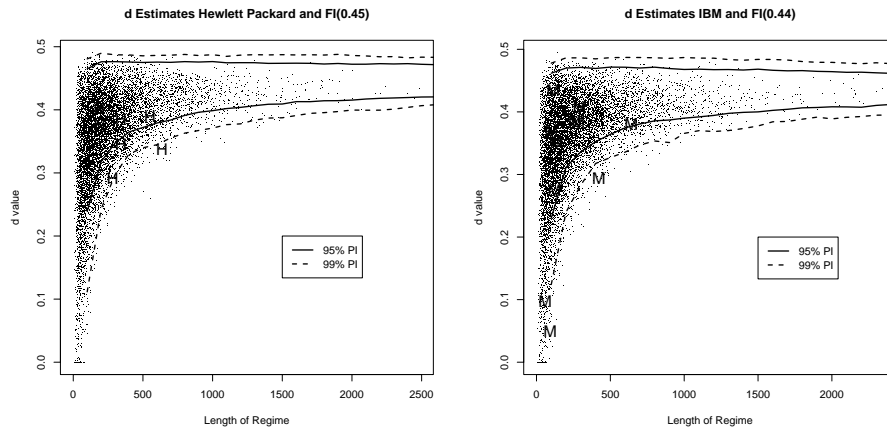 d Estimates Hewlett Packard and FI(0.45)
d value
0.5
0.4
0.3
0.2
0.1
0.0
H
H
H
H
95% PI
99% PI
0 500 1000 1500 2000 2500
Length of Regime
d Estimates IBM and FI(0.44)
d value
0.5
0.4
0.3
0.2
0.1
0.0
M
M
M
M
M
M
95% PI
99% PI
0 500 1000 1500 2000
Length of Regime